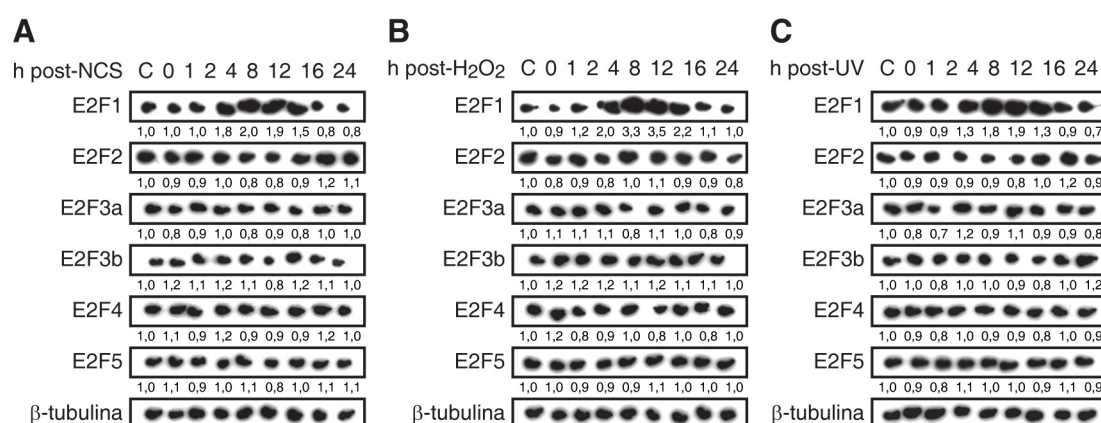 A
h post-NCS C 0 1 2 4 8 12 16 24
E2F1
1,0 1,0 1,0 1,8 2,0 1,9 1,5 0,8 0,8
E2F2
1,0 0,9 0,9 1,0 0,8 0,8 0,9 1,2 1,1
E2F3a
1,0 0,8 0,9 0,8 0,9 0,8 0,8 1,0 1,0
E2F3b
1,0 1,2 1,1 1,2 1,1 0,8 1,2 1,1 1,0
E2F4
1,0 1,1 0,9 1,2 0,9 0,9 0,9 1,2 1,0
E2F5
1,0 1,1 0,9 1,0 1,1 0,8 1,0 1,1 1,1
β-tubulina
B
h post-H₂O₂ C 0 1 2 4 8 12 16 24
E2F1
1,0 0,9 1,2 2,0 3,3 3,5 2,2 1,1 1,0
E2F2
1,0 0,8 0,9 0,8 1,0 1,1 0,9 0,9 0,8
E2F3a
1,0 1,1 1,1 1,1 0,8 1,1 1,0 0,8 0,9
E2F3b
1,0 1,2 1,2 1,2 1,1 1,2 1,1 1,1 1,0
E2F4
1,0 1,2 0,8 0,9 1,0 0,8 1,0 1,0 0,8
E2F5
1,0 1,0 0,9 0,9 1,0 1,0 1,0 1,0 1,0
β-tubulina
C
h post-UV C 0 1 2 4 8 12 16 24
E2F1
1,0 0,9 0,9 1,3 1,8 1,9 1,3 0,9 0,7
E2F2
1,0 0,9 0,9 0,9 0,9 0,8 1,0 1,2 0,9
E2F3a
1,0 0,8 0,7 1,2 0,9 1,1 0,9 0,9 0,8
E2F3b
1,0 1,0 0,8 1,0 0,9 0,9 0,8 1,0 1,2
E2F4
1,0 0,9 0,9 0,8 1,0 0,9 1,0 1,0 0,9
E2F5
1,0 0,9 0,8 1,1 1,0 1,0 0,9 1,1 0,9
β-tubulina